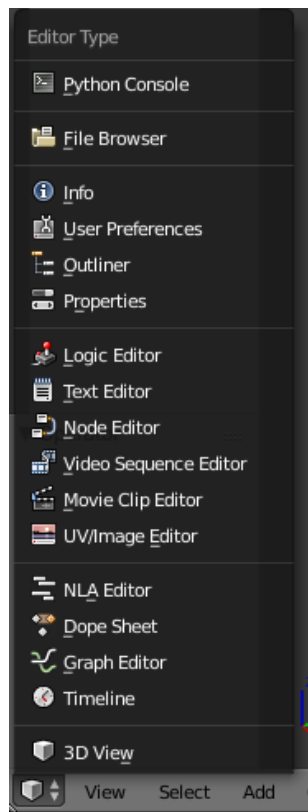 Editor Type
Python Console
File Browser
Info
User Preferences
Outliner
Properties
Logic Editor
Text Editor
Node Editor
Video Sequence Editor
Movie Clip Editor
UV/Image Editor
NLA Editor
Dope Sheet
Graph Editor
Timeline
3D View
View Select Add